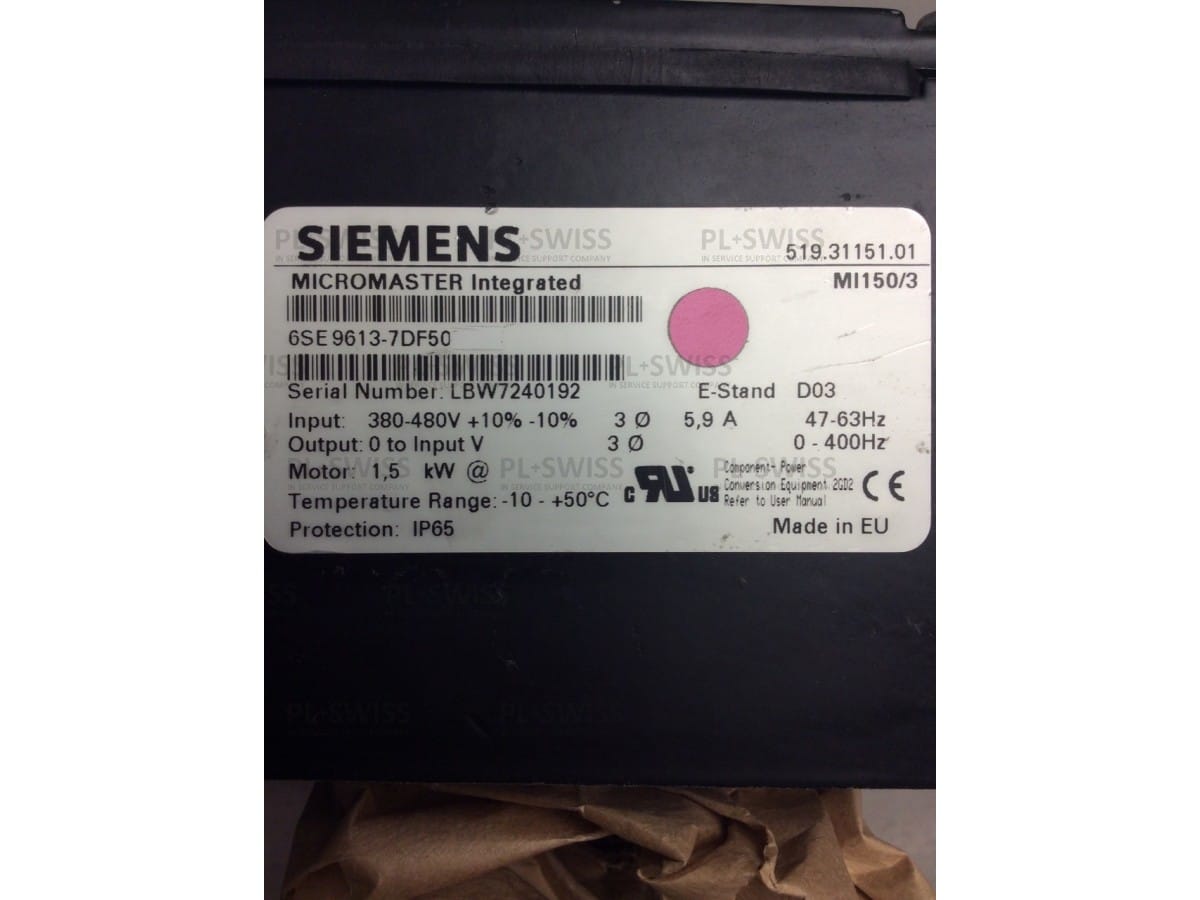 SIEMENS
519.31151.01
MICROMASTER Integrated
MI150/3
6SE9613-7DF50
Serial Number: LBW7240192
E-Stand D03
Input: 380-480V +10% -10% 3 Ø 5,9 A 47-63Hz
Output: 0 to Input V 3 Ø 0 - 400Hz
Motor: 1,5 kW @
Component- Power
Conversion Equipment 2GD2
Refer to User Manual
C UR US
CE
Temperature Range: -10 - +50°C
Protection: IP65
Made in EU
PL+SWISS
IN SERVICE SUPPORT COMPANY